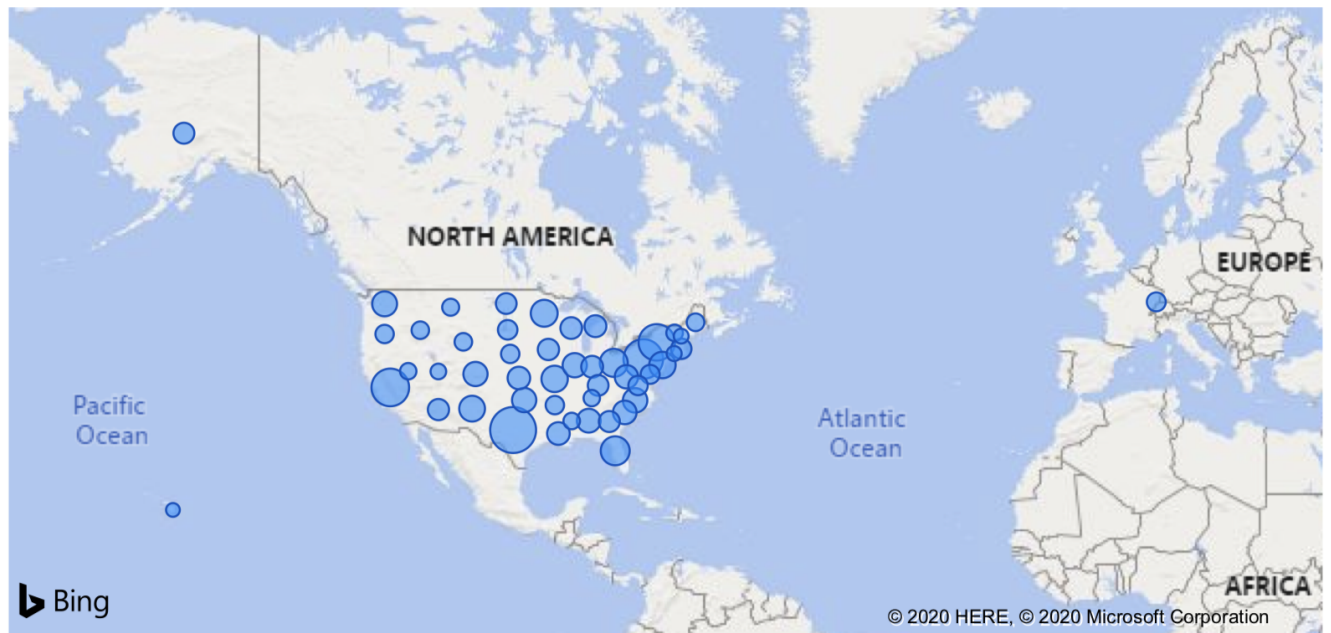 NORTH AMERICA
EUROPE
Pacific
Ocean
Atlantic
Ocean
AFRICA
Bing
© 2020 HERE, © 2020 Microsoft Corporation